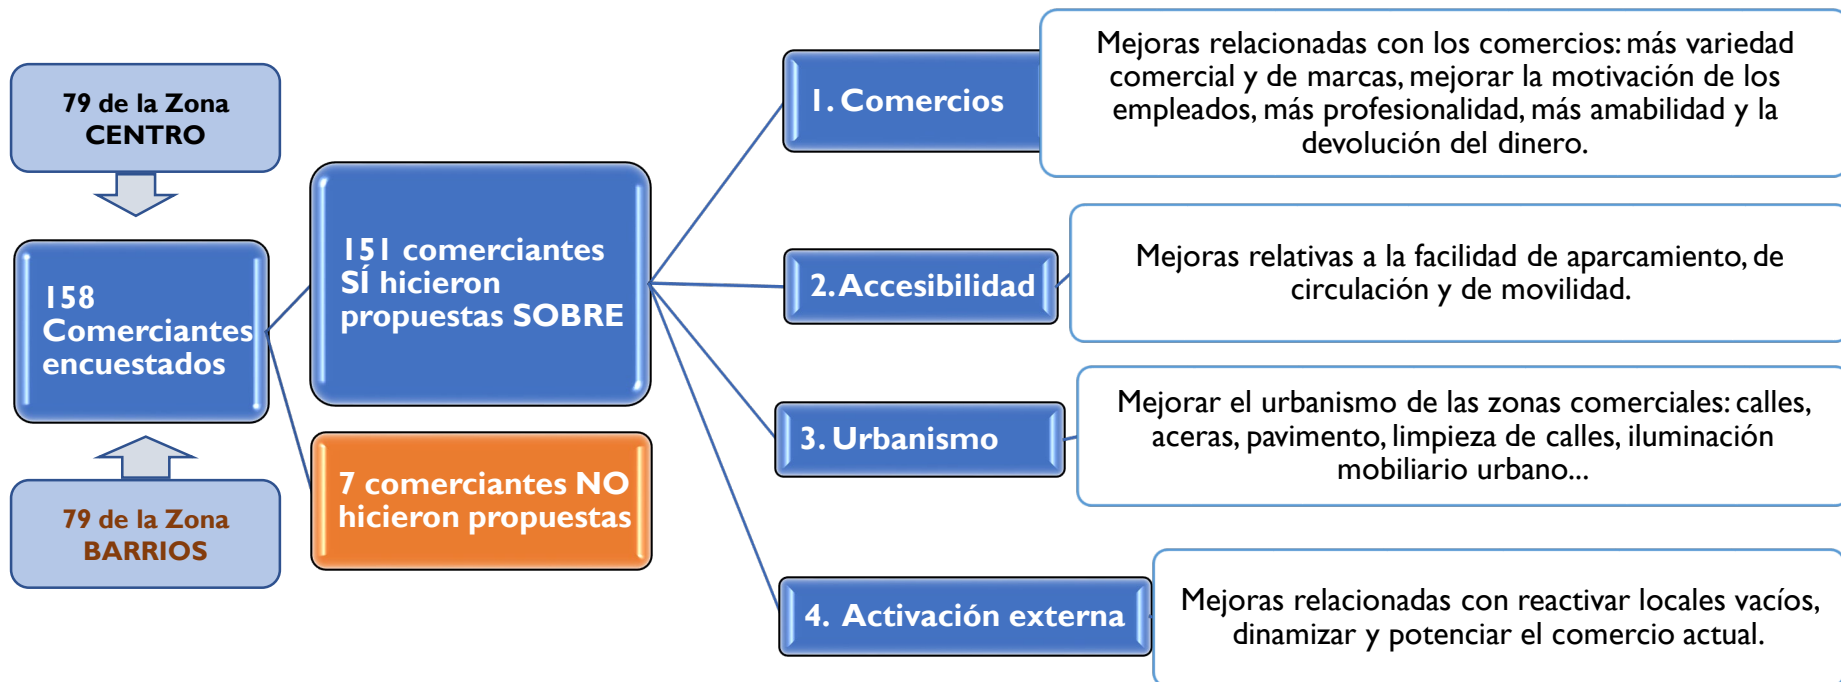 79 de la Zona
CENTRO
158
Comerciantes
encuestados
79 de la Zona
BARRIOS
151 comerciantes
SÍ hicieron
propuestas SOBRE
7 comerciantes NO
hicieron propuestas
1. Comercios
Mejoras relacionadas con los comercios: más variedad
comercial y de marcas, mejorar la motivación de los
empleados, más profesionalidad, más amabilidad y la
devolución del dinero.
2. Accesibilidad
Mejoras relativas a la facilidad de aparcamiento, de
circulación y de movilidad.
3. Urbanismo
Mejorar el urbanismo de las zonas comerciales: calles,
aceras, pavimento, limpieza de calles, iluminación
mobiliario urbano...
4. Activación externa
Mejoras relacionadas con reactivar locales vacíos,
dinamizar y potenciar el comercio actual.